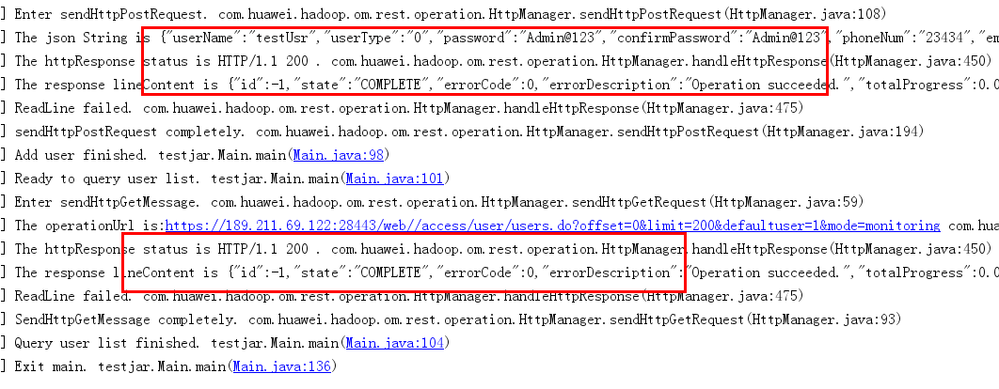 ] Enter sendHttpPostRequest. com.huawei.hadoop.om.rest.operation.HttpManager.sendHttpPostRequest(HttpManager.java:108)
] The json String is {"userName":"testUsr","userType":"0","password":"Admin@123","confirmPassword":"Admin@123","phoneNum":"23434","em
] The httpResponse status is HTTP/1.1 200 . com.huawei.hadoop.om.rest.operation.HttpManager.handleHttpResponse(HttpManager.java:450)
] The response lineContent is {"id":-1,"state":"COMPLETE","errorCode":0,"errorDescription":"Operation succeeded.","totalProgress":0.0
] ReadLine failed. com.huawei.hadoop.om.rest.operation.HttpManager.handleHttpResponse(HttpManager.java:475)
] sendHttpPostRequest completely. com.huawei.hadoop.om.rest.operation.HttpManager.sendHttpPostRequest(HttpManager.java:194)
] Add user finished. testjar.Main.main(Main.java:98)
] Ready to query user list. testjar.Main.main(Main.java:101)
] Enter sendHttpGetMessage. com.huawei.hadoop.om.rest.operation.HttpManager.sendHttpGetRequest(HttpManager.java:59)
] The operationUrl is:https://189.211.69.122:28443/web//access/user/users.do?offset=0&limit=200&defaultuser=1&mode=monitoring com.hua
] The httpResponse status is HTTP/1.1 200 . com.huawei.hadoop.om.rest.operation.HttpManager.handleHttpResponse(HttpManager.java:450)
] The response lineContent is {"id":-1,"state":"COMPLETE","errorCode":0,"errorDescription":"Operation succeeded.","totalProgress":0.0
] ReadLine failed. com.huawei.hadoop.om.rest.operation.HttpManager.handleHttpResponse(HttpManager.java:475)
] SendHttpGetMessage completely. com.huawei.hadoop.om.rest.operation.HttpManager.sendHttpGetRequest(HttpManager.java:93)
] Query user list finished. testjar.Main.main(Main.java:104)
] Exit main. testjar.Main.main(Main.java:136)